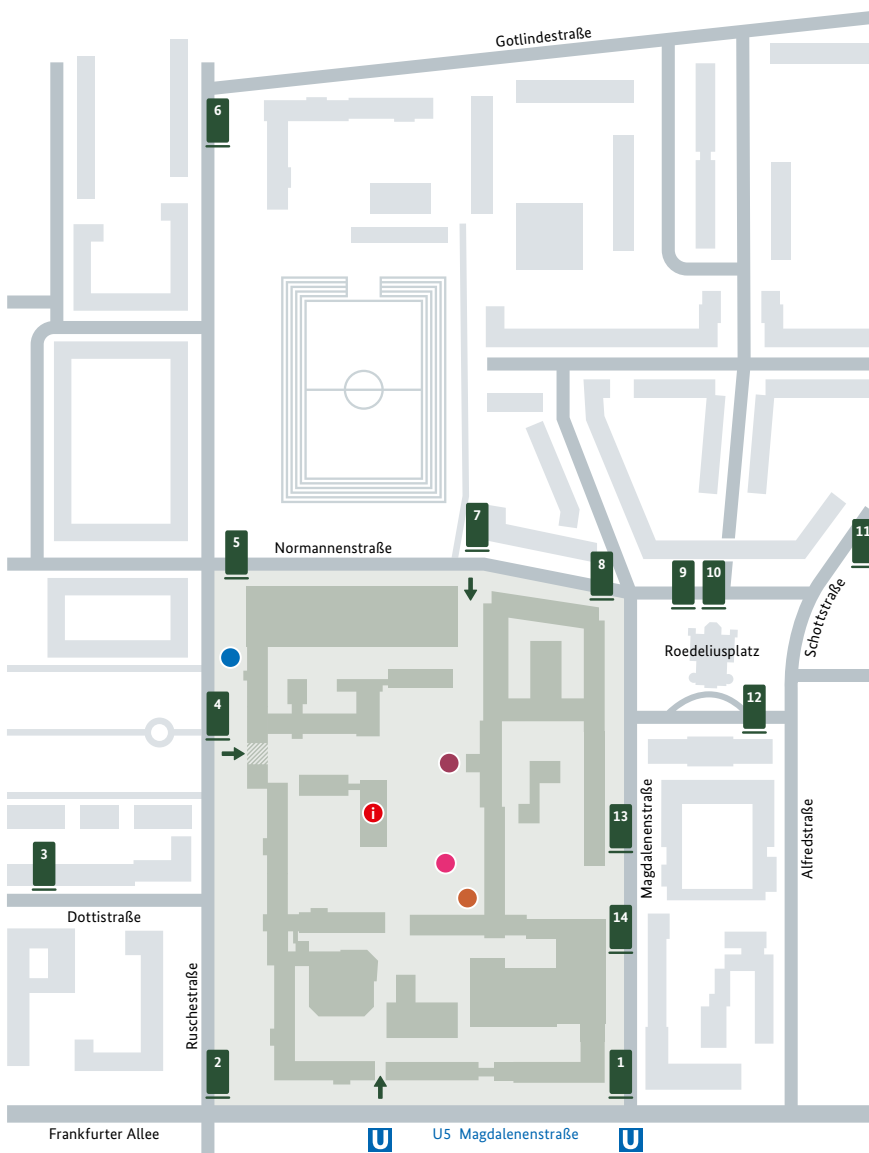 Gotlindestraße
6
7
5
Normannenstraße
11
8
9
10
Schottstraße
Roedeliusplatz
4
12
i
13
Magdalenenstraße
Alfredstraße
3
Dottistraße
14
Ruschestraße
2
1
Frankfurter Allee
U
U5 Magdalenenstraße
U